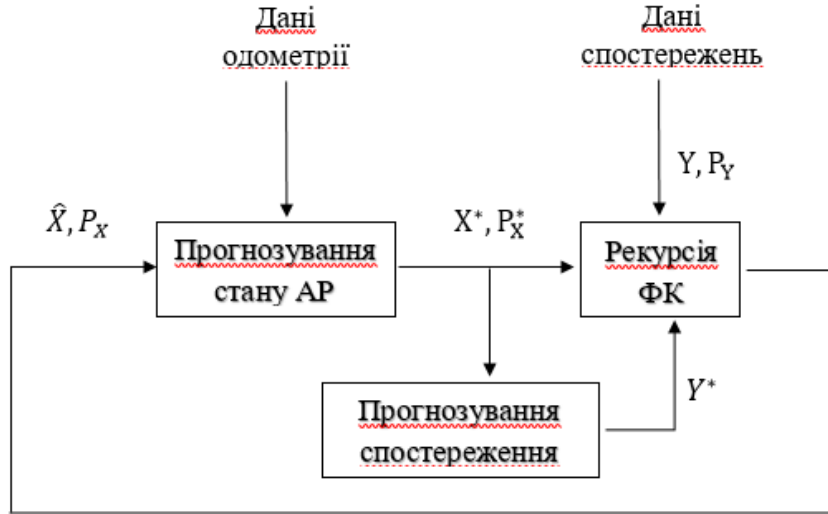 Дані
одометрії
Дані
спостережень
Y, P_Y
X̂, P_X
X*, P*_X
Прогнозування
стану АР
Рекурсія
ФК
Y*
Прогнозування
спостереження